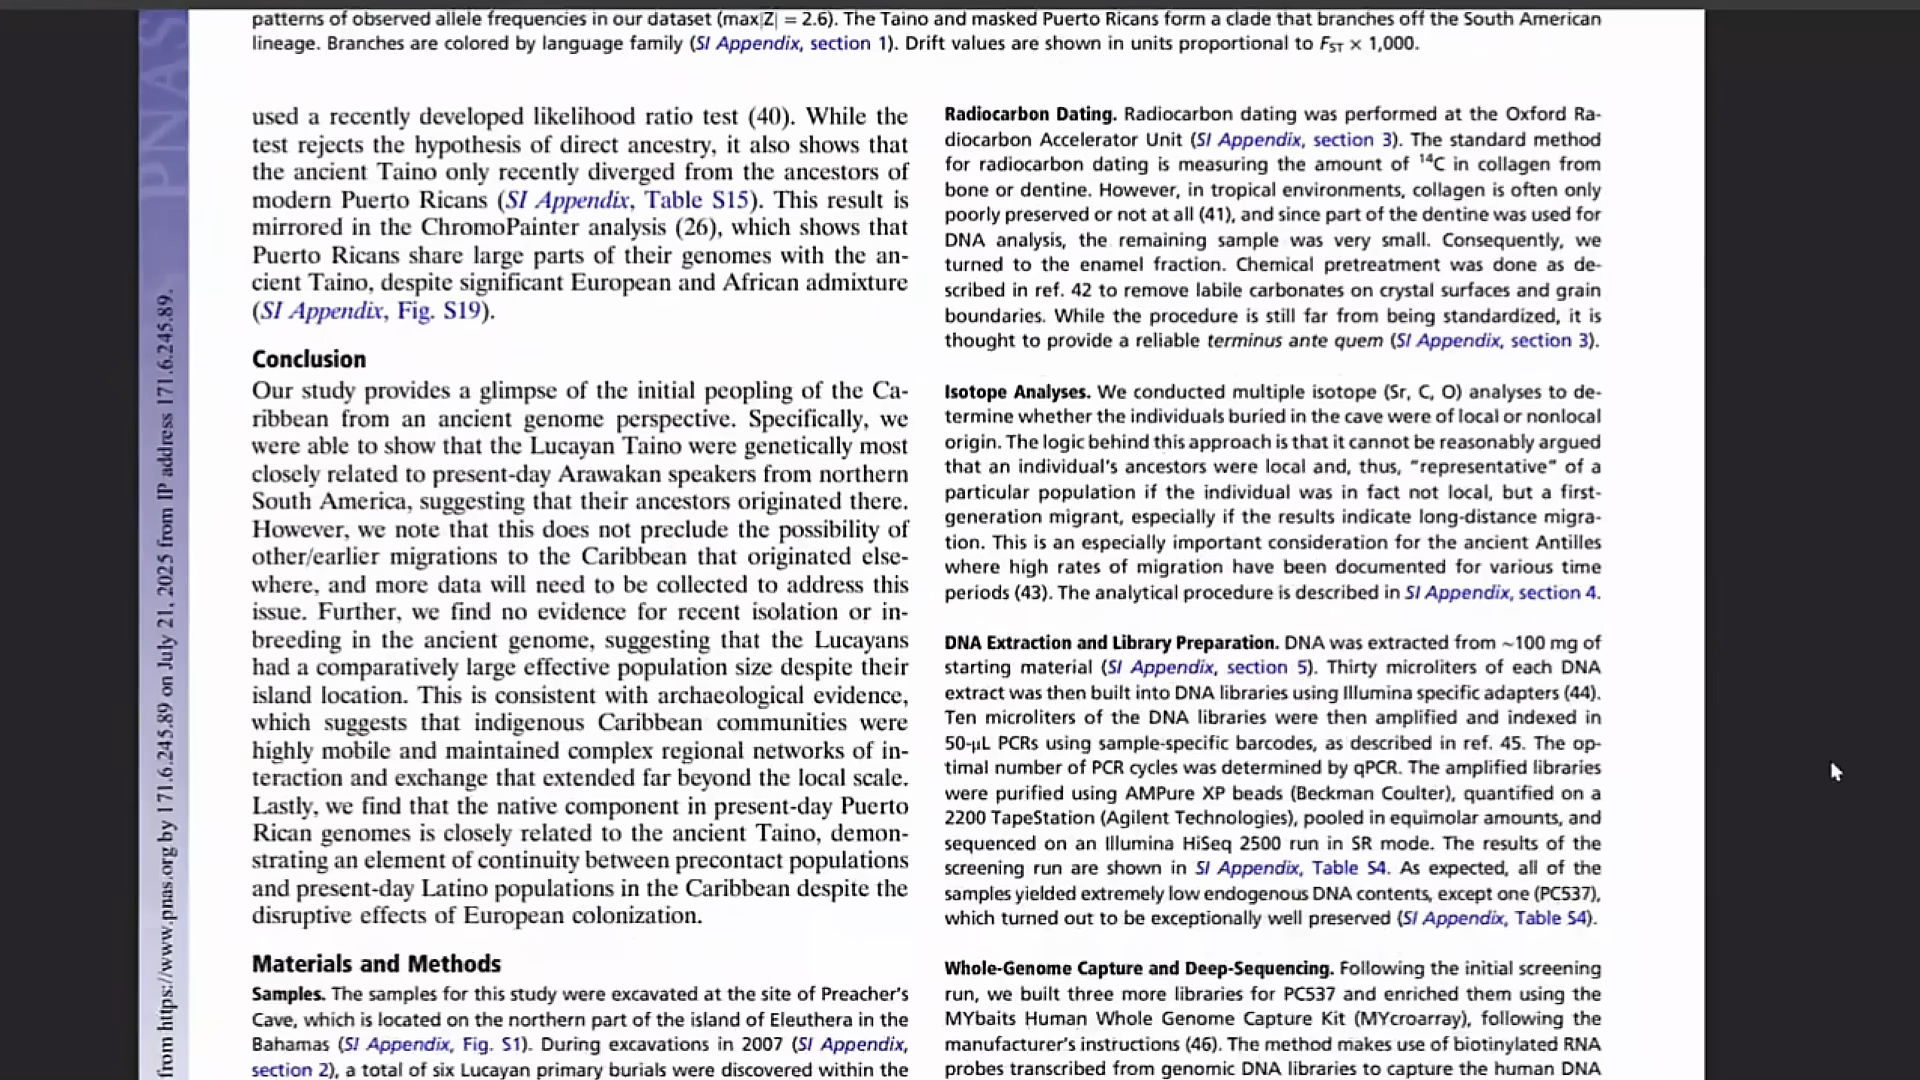 patterns of observed allele frequencies in our dataset (max|Z| = 2.6). The Taino and masked Puerto Ricans form a clade that branches off the South American
lineage. Branches are colored by language family (SI Appendix, section 1). Drift values are shown in units proportional to FST × 1,000.
used a recently developed likelihood ratio test (40). While the
test rejects the hypothesis of direct ancestry, it also shows that
the ancient Taino only recently diverged from the ancestors of
modern Puerto Ricans (SI Appendix, Table S15). This result is
mirrored in the ChromoPainter analysis (26), which shows that
Puerto Ricans share large parts of their genomes with the an-
cient Taino, despite significant European and African admixture
(SI Appendix, Fig. S19).
Conclusion
Our study provides a glimpse of the initial peopling of the Ca-
ribbean from an ancient genome perspective. Specifically, we
were able to show that the Lucayan Taino were genetically most
closely related to present-day Arawakan speakers from northern
South America, suggesting that their ancestors originated there.
However, we note that this does not preclude the possibility of
other/earlier migrations to the Caribbean that originated else-
where, and more data will need to be collected to address this
issue. Further, we find no evidence for recent isolation or in-
breeding in the ancient genome, suggesting that the Lucayans
had a comparatively large effective population size despite their
island location. This is consistent with archaeological evidence,
which suggests that indigenous Caribbean communities were
highly mobile and maintained complex regional networks of in-
teraction and exchange that extended far beyond the local scale.
Lastly, we find that the native component in present-day Puerto
Rican genomes is closely related to the ancient Taino, demon-
strating an element of continuity between precontact populations
and present-day Latino populations in the Caribbean despite the
disruptive effects of European colonization.
Materials and Methods
Samples. The samples for this study were excavated at the site of Preacher's
Cave, which is located on the northern part of the island of Eleuthera in the
Bahamas (SI Appendix, Fig. S1). During excavations in 2007 (SI Appendix,
section 2), a total of six Lucayan primary burials were discovered within the
Radiocarbon Dating. Radiocarbon dating was performed at the Oxford Ra-
diocarbon Accelerator Unit (SI Appendix, section 3). The standard method
for radiocarbon dating is measuring the amount of 14C in collagen from
bone or dentine. However, in tropical environments, collagen is often only
poorly preserved or not at all (41), and since part of the dentine was used for
DNA analysis, the remaining sample was very small. Consequently, we
turned to the enamel fraction. Chemical pretreatment was done as de-
scribed in ref. 42 to remove labile carbonates on crystal surfaces and grain
boundaries. While the procedure is still far from being standardized, it is
thought to provide a reliable terminus ante quem (SI Appendix, section 3).
Isotope Analyses. We conducted multiple isotope (Sr, C, O) analyses to de-
termine whether the individuals buried in the cave were of local or nonlocal
origin. The logic behind this approach is that it cannot be reasonably argued
that an individual's ancestors were local and, thus, "representative" of a
particular population if the individual was in fact not local, but a first-
generation migrant, especially if the results indicate long-distance migra-
tion. This is an especially important consideration for the ancient Antilles
where high rates of migration have been documented for various time
periods (43). The analytical procedure is described in SI Appendix, section 4.
DNA Extraction and Library Preparation. DNA was extracted from ~100 mg of
starting material (SI Appendix, section 5). Thirty microliters of each DNA
extract was then built into DNA libraries using Illumina specific adapters (44).
Ten microliters of the DNA libraries were then amplified and indexed in
50-μL PCRs using sample-specific barcodes, as described in ref. 45. The op-
timal number of PCR cycles was determined by qPCR. The amplified libraries
were purified using AMPure XP beads (Beckman Coulter), quantified on a
2200 TapeStation (Agilent Technologies), pooled in equimolar amounts, and
sequenced on an Illumina HiSeq 2500 run in SR mode. The results of the
screening run are shown in SI Appendix, Table S4. As expected, all of the
samples yielded extremely low endogenous DNA contents, except one (PC537),
which turned out to be exceptionally well preserved (SI Appendix, Table S4).
Whole-Genome Capture and Deep-Sequencing. Following the initial screening
run, we built three more libraries for PC537 and enriched them using the
MYbaits Human Whole Genome Capture Kit (MYcroarray), following the
manufacturer's instructions (46). The method makes use of biotinylated RNA
probes transcribed from genomic DNA libraries to capture the human DNA
PNAS
from https://www.pnas.org by 171.6.245.89 on July 21, 2025 from IP address 171.6.245.89.